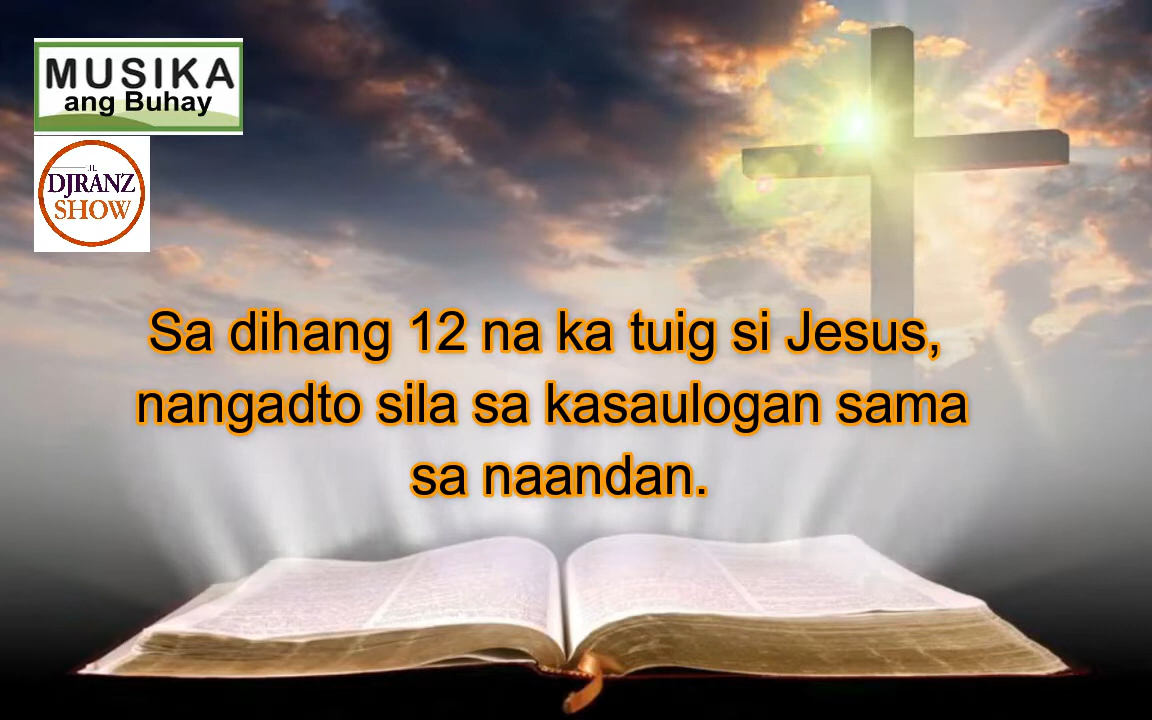 MUSIKA
ang Buhay
DJRANZ
SHOW
Sa dihang 12 na ka tuig si Jesus,
nangadto sila sa kasaulogan sama
sa naandan.